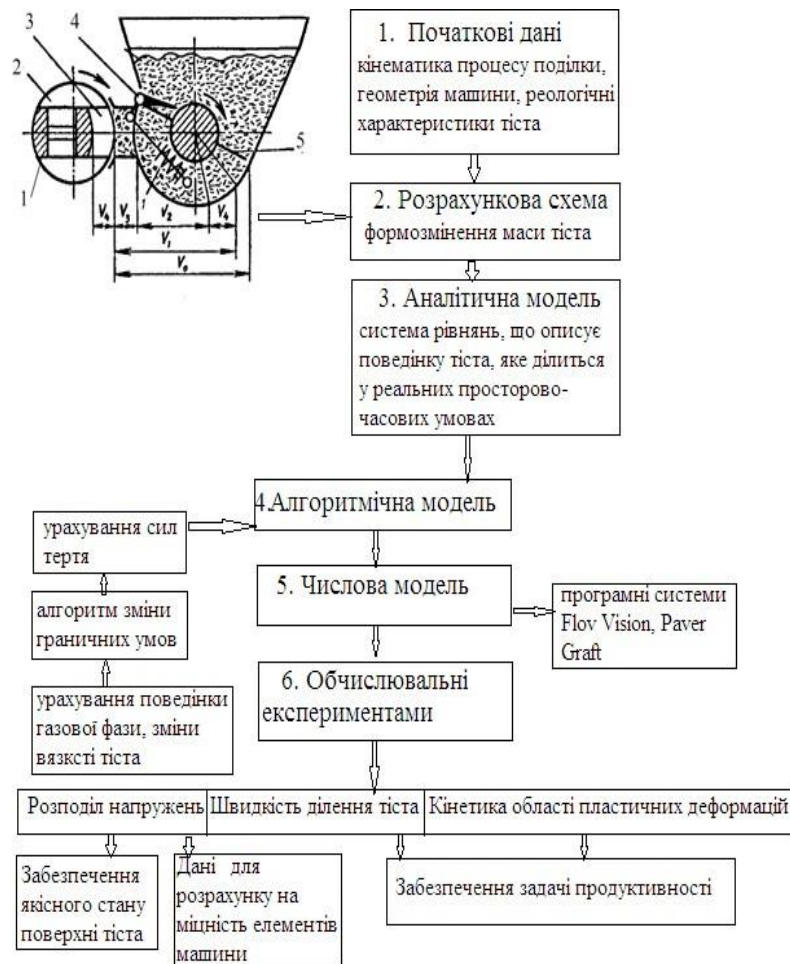 3
4
2
1
5
1
V₄ V₃ V₂ V₄
V₁
V₀
1. Початкові дані
кінематика процесу поділки,
геометрія машини, реологічні
характеристики тіста
2. Розрахункова схема
формозмінення маси тіста
3. Аналітична модель
система рівнянь, що описує
поведінку тіста, яке ділиться
у реальних просторово-
часових умовах
4.Алгоритмічна модель
урахування сил
тертя
5. Числова модель
алгоритм зміни
граничних умов
програмні системи
Flov Vision, Paver
Graft
6. Обчислювальні
експериментами
урахування поведінки
газової фази, зміни
вязксті тіста
Розподіл напружень
Швидкість ділення тіста
Кінетика області пластичних деформацій
Забезпечення
якісного стану
поверхні тіста
Дані для
розрахунку на
міцність елементів
машини
Забезпечення задачі продуктивності